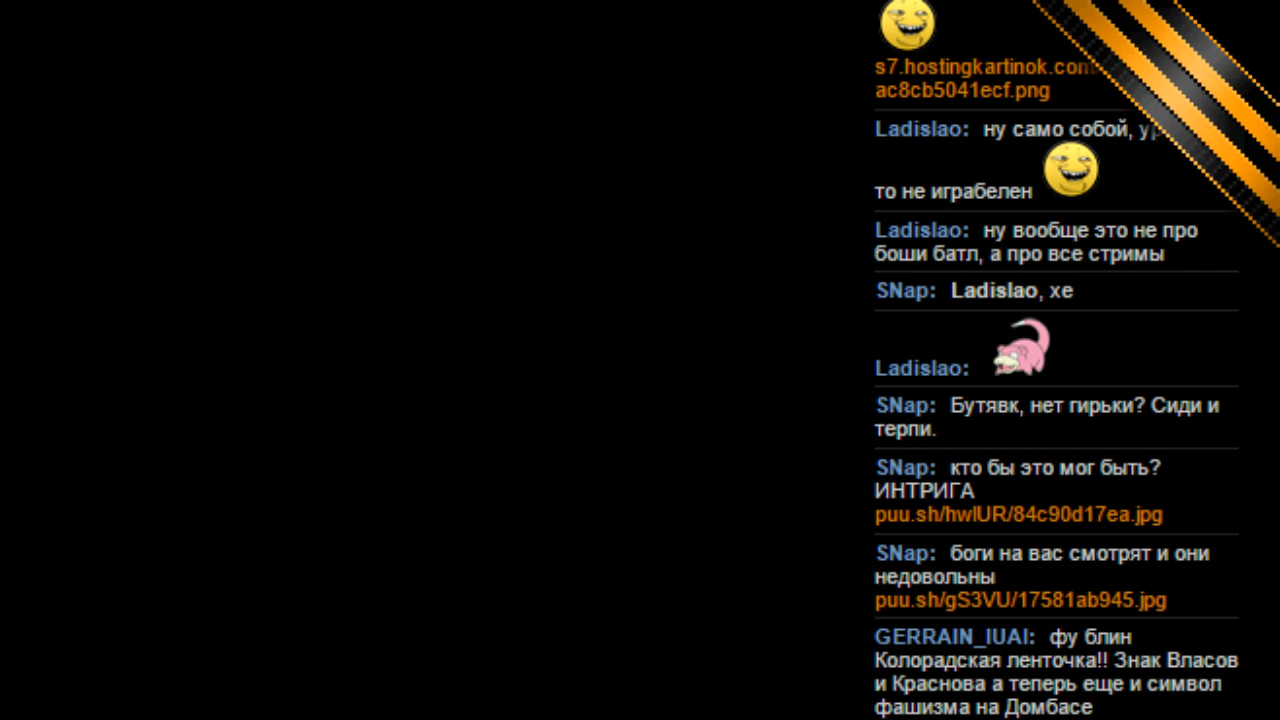 s7.hostingkartinok.com
ac8cb5041ecf.png
Ladislao: ну само собой,
то не играбелен
Ladislao: ну вообще это не про
боши батл, а про все стримы
SNap: Ladislao, хе
Ladislao:
SNap: Бутявк, нет гирьки? Сиди и
терпи.
SNap: кто бы это мог быть?
ИНТРИГА
puu.sh/hwlUR/84c90d17ea.jpg
SNap: боги на вас смотрят и они
недовольны
puu.sh/gS3VU/17581ab945.jpg
GERRAIN_IUAI: фу блин
Колорадская ленточка!! Знак Власов
и Краснова а теперь еще и символ
фашизма на Домбасе